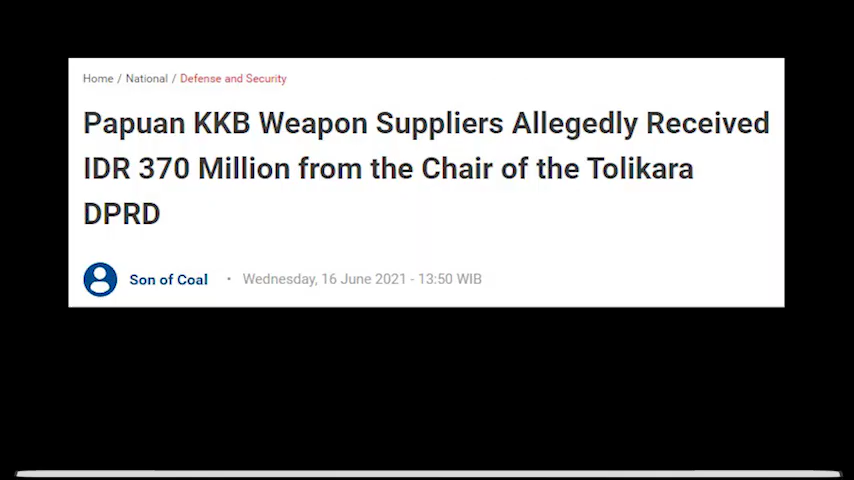 Home / National / Defense and Security
Papuan KKB Weapon Suppliers Allegedly Received
IDR 370 Million from the Chair of the Tolikara
DPRD
Son of Coal • Wednesday, 16 June 2021 - 13:50 WIB